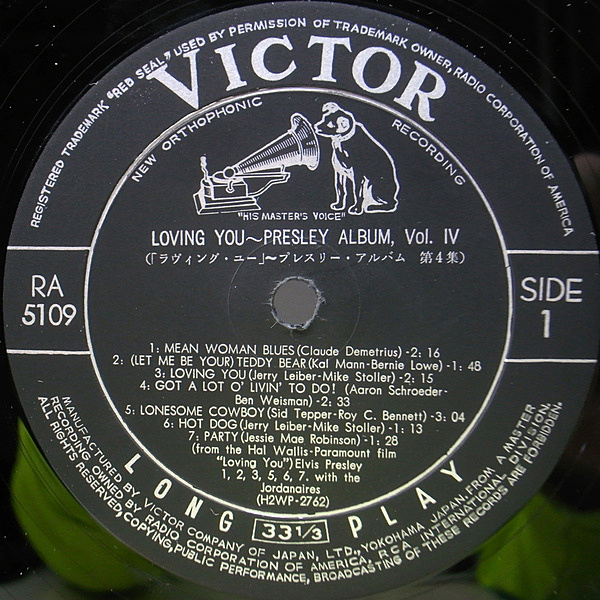 REGISTERED TRADEMARK "RED SEAL," USED BY PERMISSION OF TRADEMARK OWNER, RADIO CORPORATION OF AMERICA
VICTOR
NEW ORTHOPHONIC RECORDING
"HIS MASTER'S VOICE"
LOVING YOU~PRESLEY ALBUM, Vol. IV
(「ラヴィング・ユー」~プレスリー・アルバム 第4集)
RA
5109
SIDE
1
1: MEAN WOMAN BLUES (Claude Demetrius) -2: 16
2: (LET ME BE YOUR) TEDDY BEAR (Kal Mann-Bernie Lowe) -1: 48
3: LOVING YOU (Jerry Leiber-Mike Stoller) -2: 15
4: GOT A LOT O' LIVIN' TO DO! (Aaron Schroeder-
Ben Weisman) -2: 33
5: LONESOME COWBOY (Sid Tepper-Roy C. Bennett) -3: 04
6: HOT DOG (Jerry Leiber-Mike Stoller) -1: 13
7: PARTY (Jessie Mae Robinson) -1: 28
(from the Hal Wallis-Paramount film
"Loving You") Elvis Presley
1, 2, 3, 5, 6, 7. with the
Jordanaires
(H2WP-2762)
LONG 33 1/3 PLAY
MANUFACTURED BY VICTOR COMPANY OF JAPAN, LTD., YOKOHAMA, JAPAN, FROM A MASTER
RECORDING OWNED BY RADIO CORPORATION OF AMERICA, R.C.A. INTERNATIONAL DIVISION.
ALL RIGHTS RESERVED, COPYING, PUBLIC PERFORMANCE, BROADCASTING OF THESE RECORDS ARE FORBIDDEN.